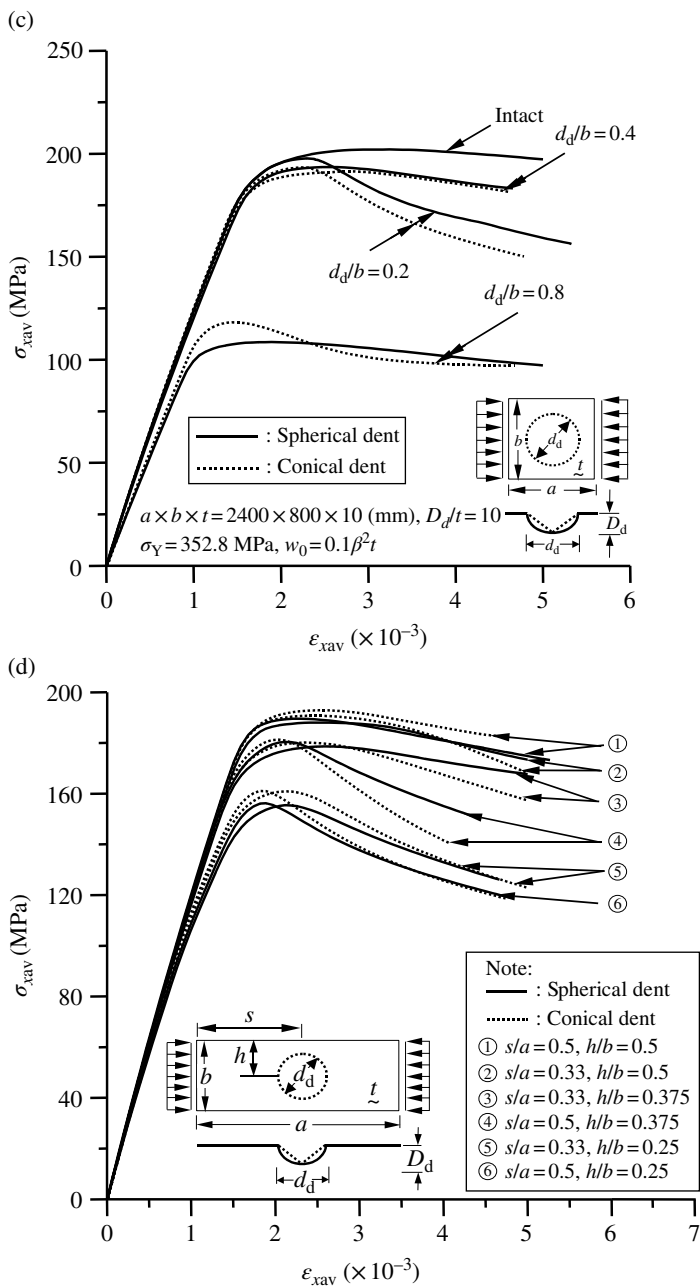 (c)
250
200
150
100
50
0
σxav (MPa)
Intact
dd/b=0.4
dd/b=0.2
dd/b=0.8
: Spherical dent
: Conical dent
a×b×t=2400×800×10 (mm), Dd/t=10
σY=352.8 MPa, w0=0.1β²t
b
dd
t
a
Dd
dd
0 1 2 3 4 5 6
εxav (×10⁻³)
(d)
200
160
120
80
40
0
σxav (MPa)
①
②
③
④
⑤
⑥
Note:
: Spherical dent
: Conical dent
① s/a=0.5, h/b=0.5
② s/a=0.33, h/b=0.5
③ s/a=0.33, h/b=0.375
④ s/a=0.5, h/b=0.375
⑤ s/a=0.33, h/b=0.25
⑥ s/a=0.5, h/b=0.25
s
h
b
dd
t
a
Dd
dd
0 1 2 3 4 5 6 7
εxav (×10⁻³)